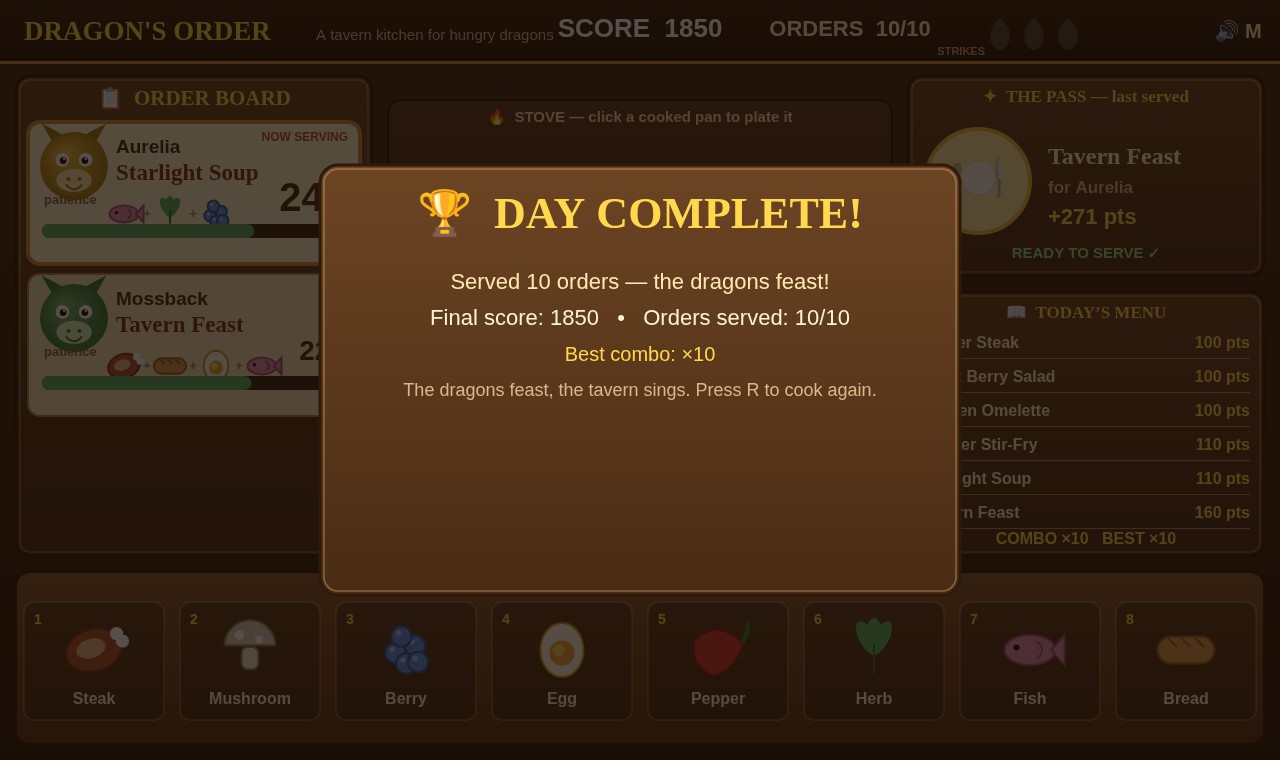 DRAGON'S ORDER
A tavern kitchen for hungry dragons
SCORE 1850
ORDERS 10/10
STRIKES
🔊 M
📋 ORDER BOARD
NOW SERVING
Aurelia
Starlight Soup
patience
+ +
24
Mossback
Tavern Feast
patience
+ + +
🔥 STOVE — click a cooked pan to plate it
🏆 DAY COMPLETE!
Served 10 orders — the dragons feast!
Final score: 1850 • Orders served: 10/10
Best combo: ×10
The dragons feast, the tavern sings. Press R to cook again.
✦ THE PASS — last served
Tavern Feast
for Aurelia
+271 pts
READY TO SERVE ✓
📖 TODAY'S MENU
Steak 100 pts
Berry Salad 100 pts
Omelette 100 pts
Stir-Fry 110 pts
Soup 110 pts
Feast 160 pts
COMBO ×10 BEST ×10
1 Steak
2 Mushroom
3 Berry
4 Egg
5 Pepper
6 Herb
7 Fish
8 Bread